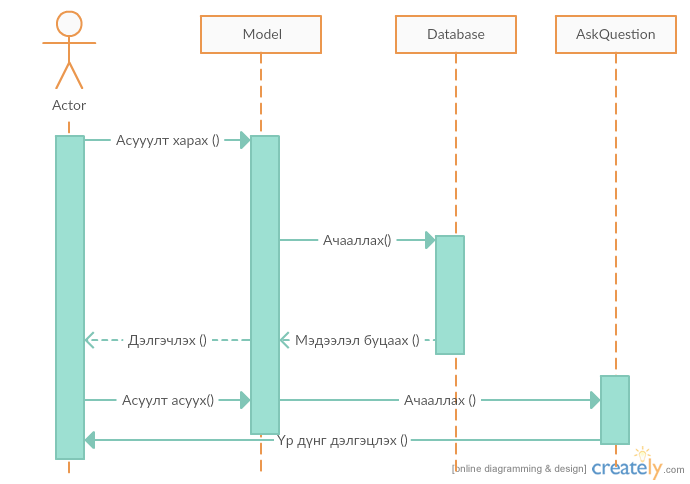 Model
Database
AskQuestion
Actor
Асууулт харах ()
Ачааллах()
Дэлгэчлэх ()
Мэдээлэл буцаах ()
Асуулт асуух()
Ачааллах ()
Үр дүнг дэлгэцлэх ()
[online diagramming & design]
creately.com